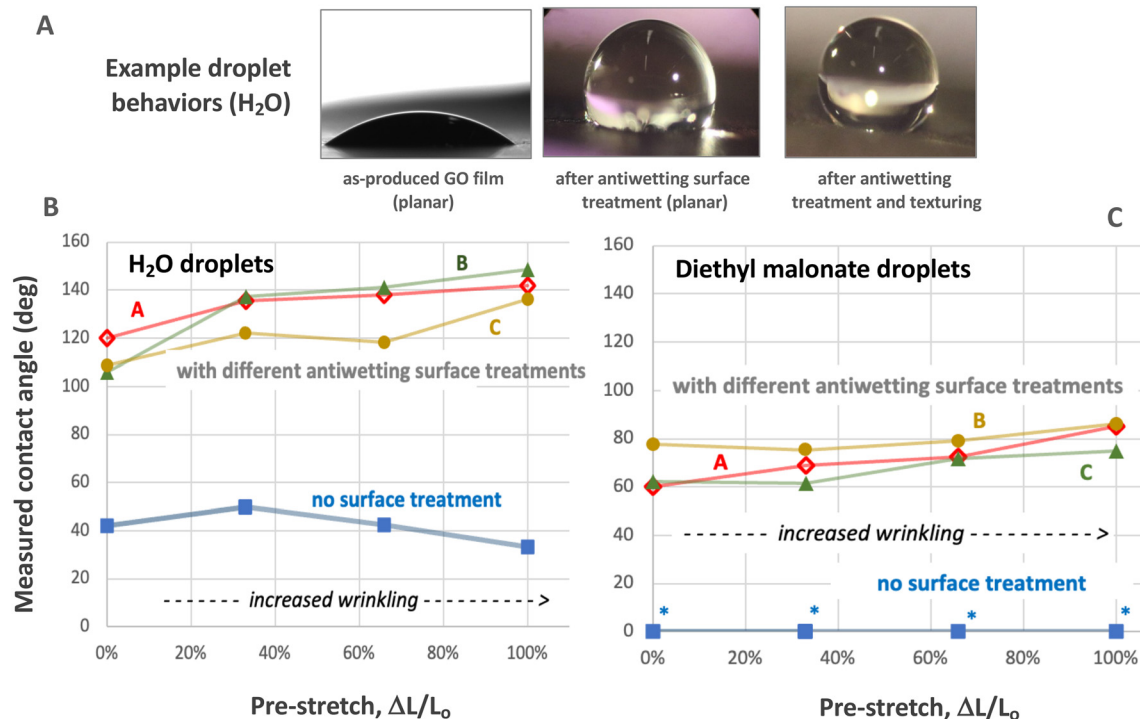 A
Example droplet
behaviors (H₂O)
as-produced GO film
(planar)
after antiwetting surface
treatment (planar)
after antiwetting
treatment and texturing
B
Measured contact angle (deg)
160
140
120
100
80
60
40
20
0
H₂O droplets
A
B
C
with different antiwetting surface treatments
no surface treatment
increased wrinkling
0%
20%
40%
60%
80%
100%
Pre-stretch, ΔL/Lo
C
160
140
120
100
80
60
40
20
0
Diethyl malonate droplets
with different antiwetting surface treatments
A
B
C
increased wrinkling
no surface treatment
*
*
*
*
0%
20%
40%
60%
80%
100%
Pre-stretch, ΔL/Lo